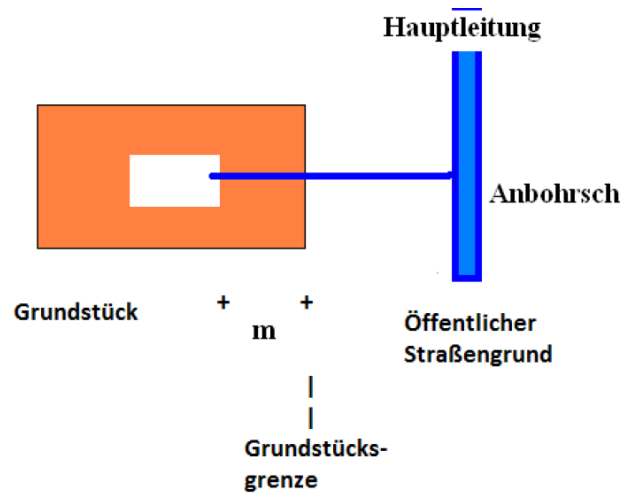 Hauptleitung
Anbohrsch
Grundstück
+ +
m
Öffentlicher
Straßengrund
|
|
Grundstücks-
grenze